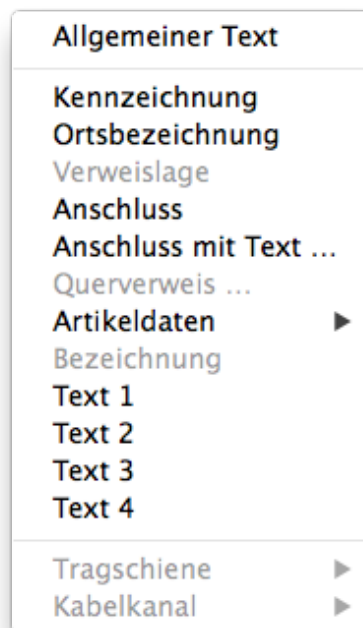 Allgemeiner Text
Kennzeichnung
Ortsbezeichnung
Verweislage
Anschluss
Anschluss mit Text ...
Querverweis ...
Artikeldaten
Bezeichnung
Text 1
Text 2
Text 3
Text 4
Tragschiene
Kabelkanal